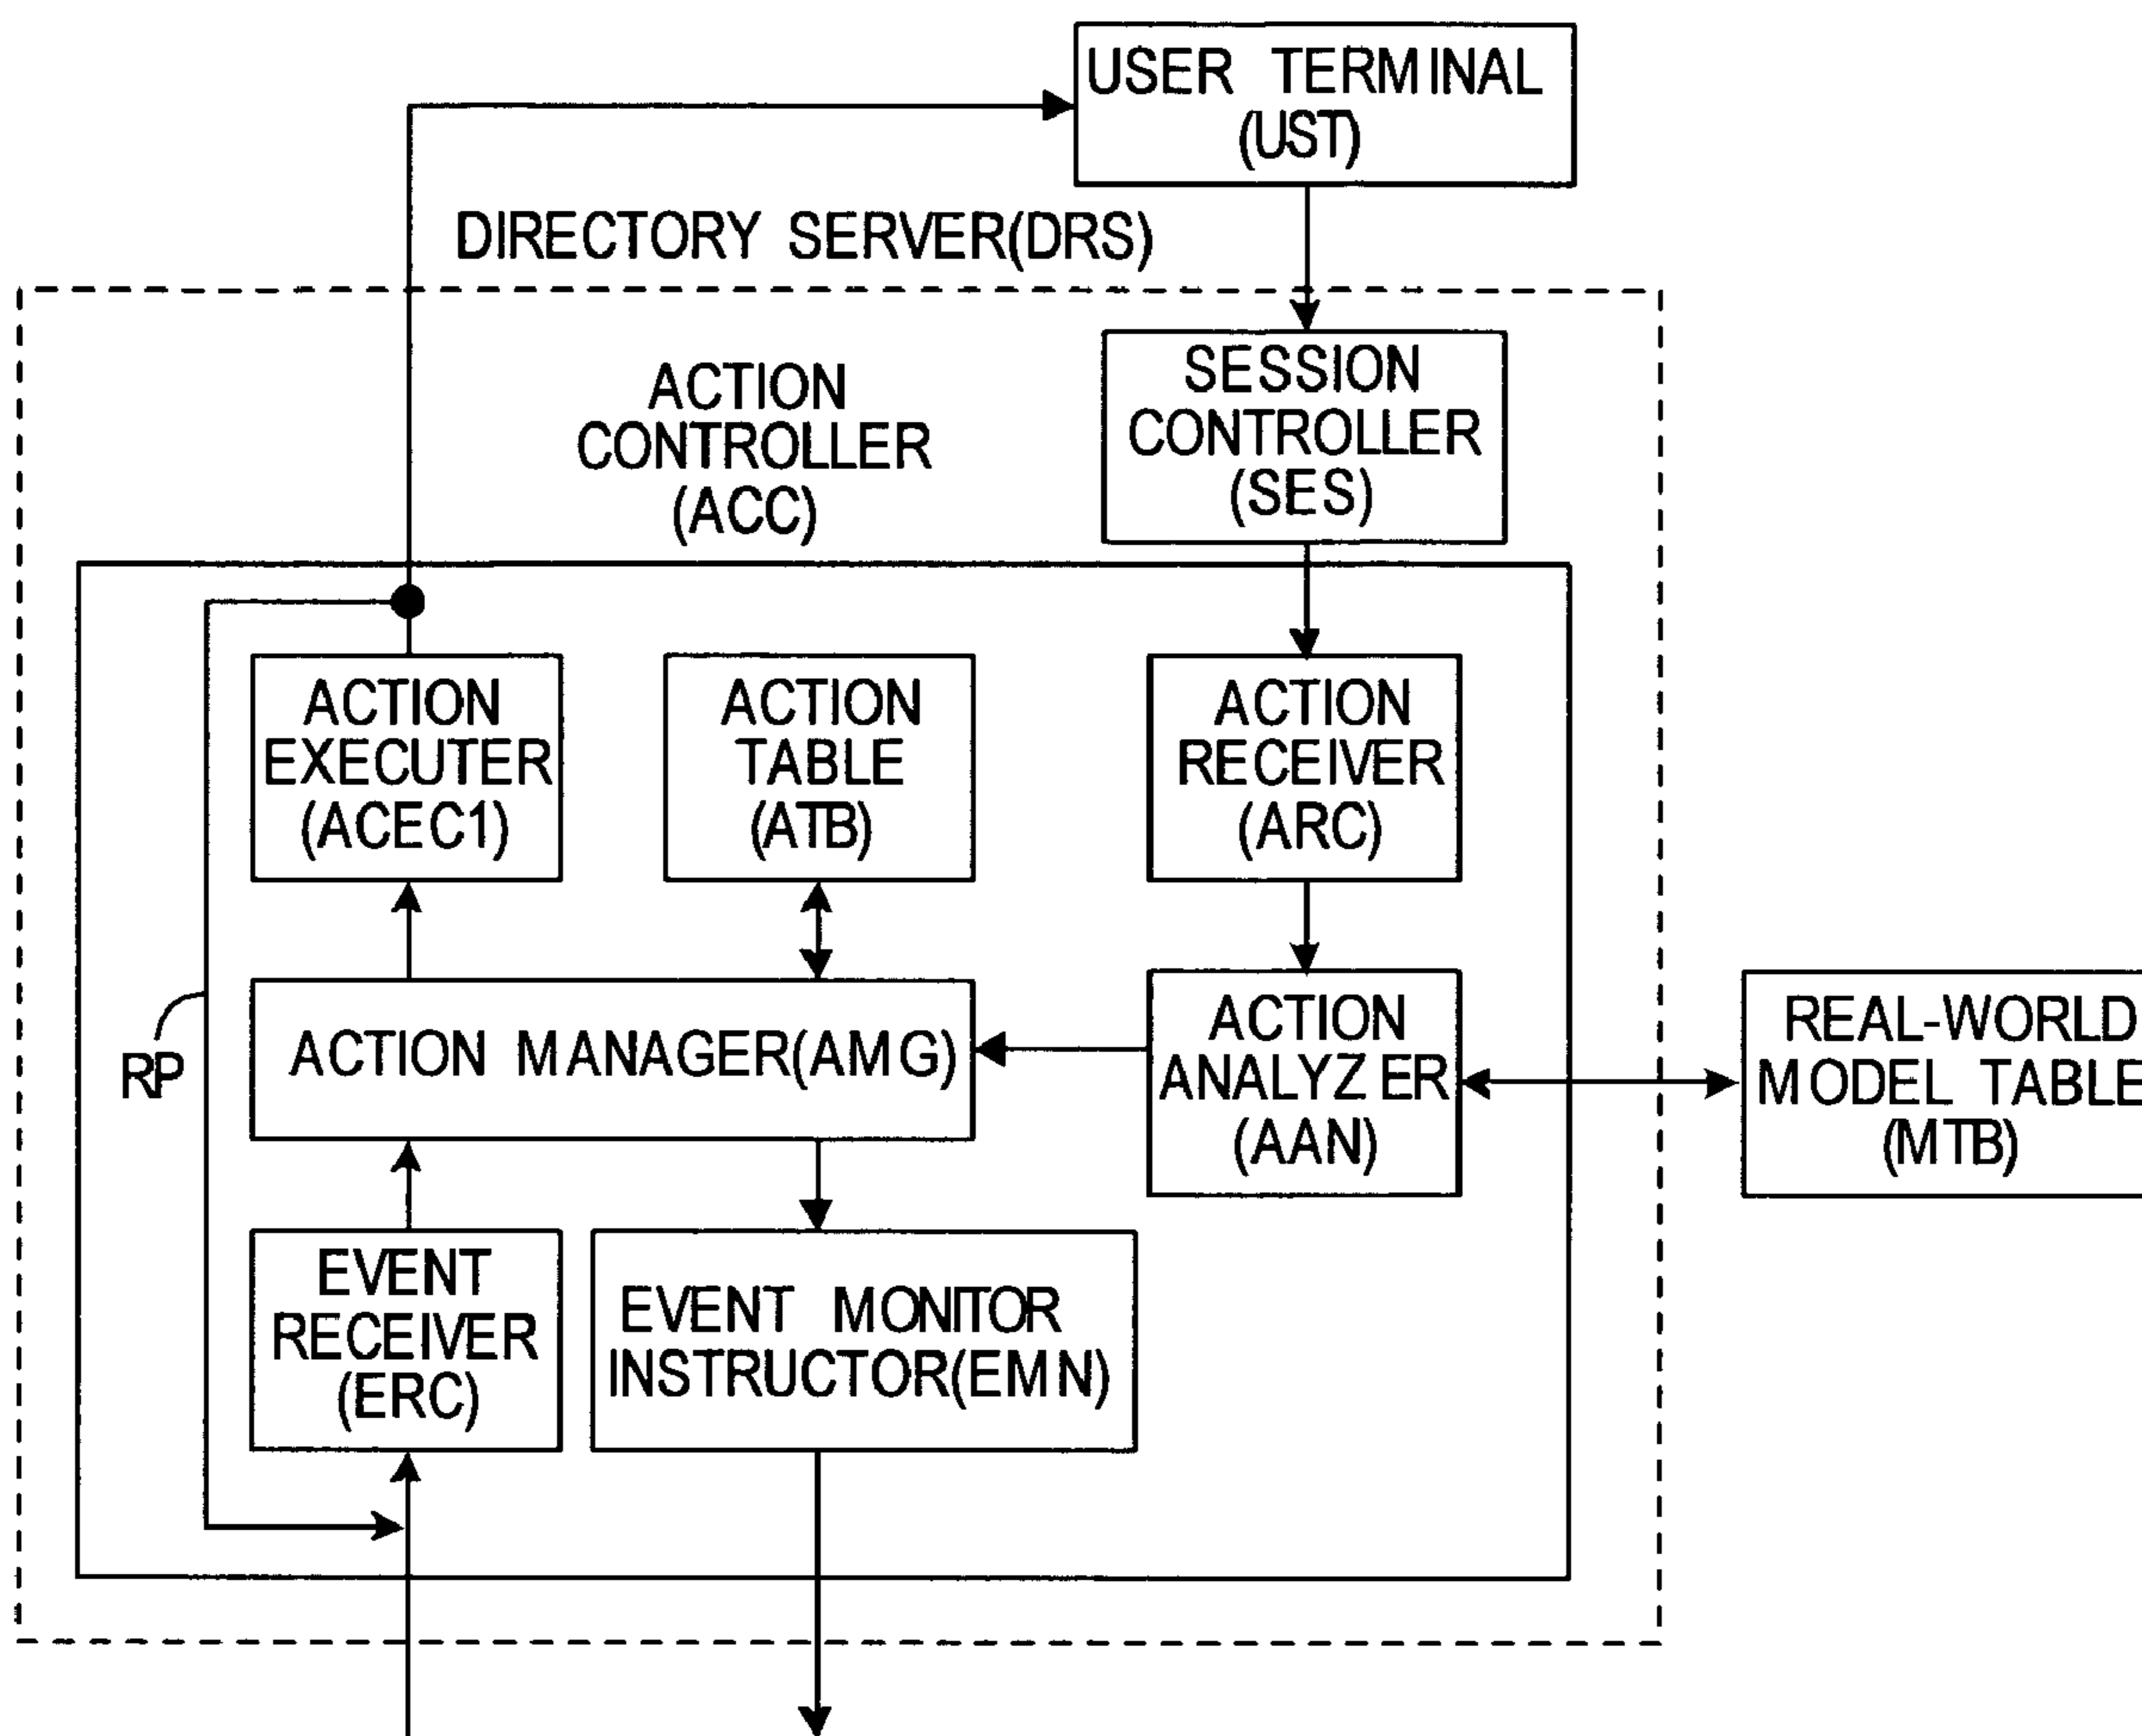 USER TERMINAL
(UST)
DIRECTORY SERVER(DRS)
SESSION
CONTROLLER
(SES)
ACTION
CONTROLLER
(ACC)
ACTION
EXECUTER
(ACEC1)
ACTION
TABLE
(ATB)
ACTION
RECEIVER
(ARC)
RP
ACTION MANAGER(AMG)
ACTION
ANALYZER
(AAN)
REAL-WORLD
MODEL TABLE
(MTB)
EVENT
RECEIVER
(ERC)
EVENT MONITOR
INSTRUCTOR(EMN)